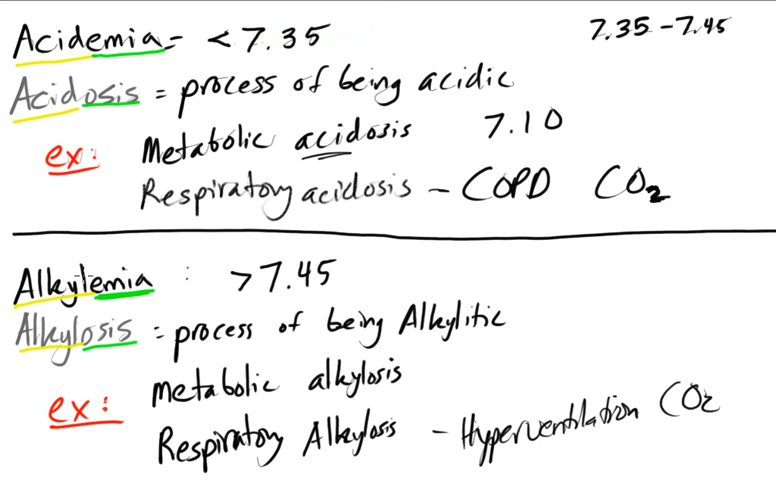 Acidemia = < 7.35 7.35 - 7.45
Acidosis = process of being acidic
ex: Metabolic acidosis 7.10
Respiratory acidosis - COPD CO2
Alkylemia : > 7.45
Alkylosis = process of being Alkylitic
ex: Metabolic alkylosis
Respiratory Alkylosis - Hyperventilation CO2